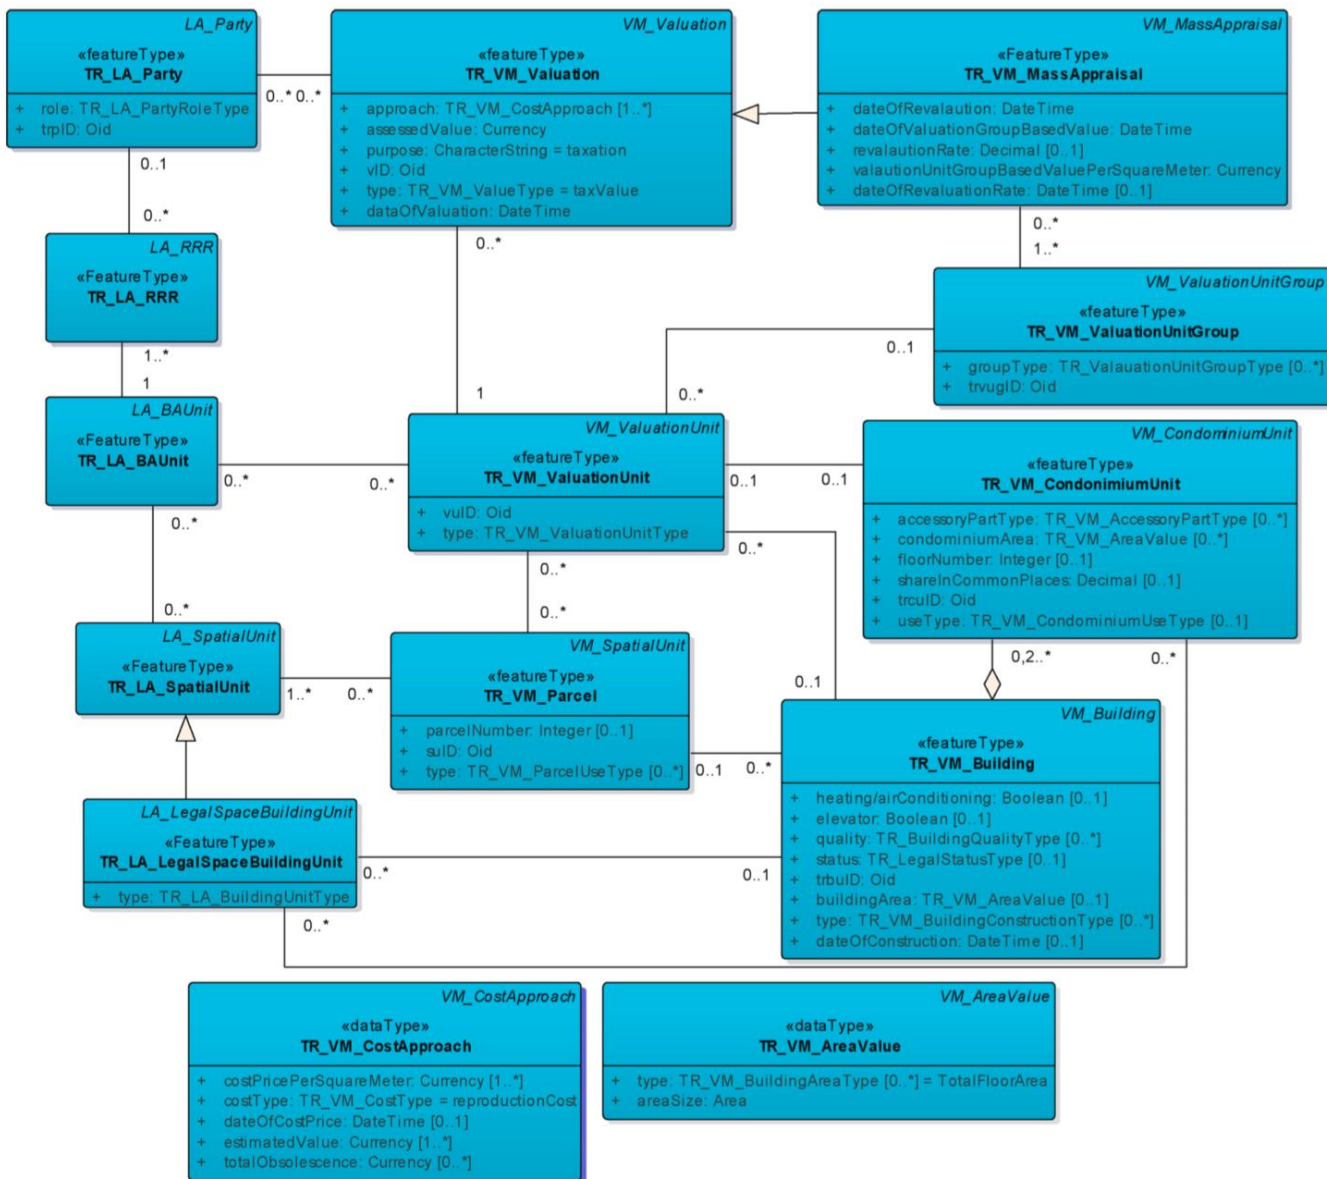 LA_Party
«featureType»
TR_LA_Party
+ role: TR_LA_PartyRoleType
+ trpID: Oid
0..* 0..*
VM_Valuation
«featureType»
TR_VM_Valuation
+ approach: TR_VM_CostApproach [1..*]
+ assessedValue: Currency
+ purpose: CharacterString = taxation
+ vID: Oid
+ type: TR_VM_ValueType = taxValue
+ dataOfValuation: DateTime
VM_MassAppraisal
«FeatureType»
TR_VM_MassAppraisal
+ dateOfRevalaution: DateTime
+ dateOfValuationGroupBasedValue: DateTime
+ revalautionRate: Decimal [0..1]
+ valautionUnitGroupBasedValuePerSquareMeter: Currency
+ dateOfRevaluationRate: DateTime [0..1]
0..1
0..*
0..*
0..*
1..*
LA_RRR
«FeatureType»
TR_LA_RRR
VM_ValuationUnitGroup
«featureType»
TR_VM_ValuationUnitGroup
+ groupType: TR_ValauationUnitGroupType [0..*]
+ trvugID: Oid
0..1
1..*
1
1
0..*
LA_BAUnit
«FeatureType»
TR_LA_BAUnit
0..*
0..*
VM_ValuationUnit
«featureType»
TR_VM_ValuationUnit
+ vuID: Oid
+ type: TR_VM_ValuationUnitType
0..1
0..1
VM_CondominiumUnit
«featureType»
TR_VM_CondonimiumUnit
+ accessoryPartType: TR_VM_AccessoryPartType [0..*]
+ condominiumArea: TR_VM_AreaValue [0..*]
+ floorNumber: Integer [0..1]
+ shareInCommonPlaces: Decimal [0..1]
+ trcuID: Oid
+ useType: TR_VM_CondominiumUseType [0..1]
0..*
0..*
0..*
0..*
0..*
LA_SpatialUnit
«FeatureType»
TR_LA_SpatialUnit
1..*
0..*
VM_SpatialUnit
«featureType»
TR_VM_Parcel
+ parcelNumber: Integer [0..1]
+ suID: Oid
+ type: TR_VM_ParcelUseType [0..*]
0,2..*
0..*
0..1
0..1
0..*
VM_Building
«featureType»
TR_VM_Building
+ heating/airConditioning: Boolean [0..1]
+ elevator: Boolean [0..1]
+ quality: TR_BuildingQualityType [0..*]
+ status: TR_LegalStatusType [0..1]
+ trbuID: Oid
+ buildingArea: TR_VM_AreaValue [0..1]
+ type: TR_VM_BuildingConstructionType [0..*]
+ dateOfConstruction: DateTime [0..1]
LA_LegalSpaceBuildingUnit
«FeatureType»
TR_LA_LegalSpaceBuildingUnit
+ type: TR_LA_BuildingUnitType
0..*
0..1
0..*
VM_CostApproach
«dataType»
TR_VM_CostApproach
+ costPricePerSquareMeter: Currency [1..*]
+ costType: TR_VM_CostType = reproductionCost
+ dateOfCostPrice: DateTime [0..1]
+ estimatedValue: Currency [1..*]
+ totalObsolescence: Currency [0..*]
VM_AreaValue
«dataType»
TR_VM_AreaValue
+ type: TR_VM_BuildingAreaType [0..*] = TotalFloorArea
+ areaSize: Area